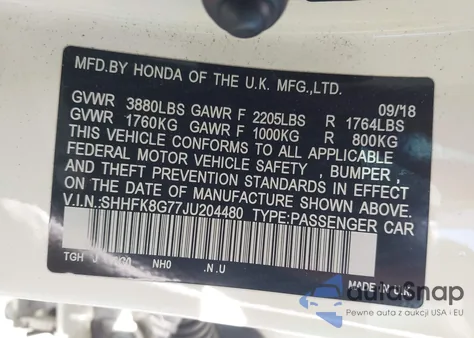 MFD.BY HONDA OF THE U.K. MFG.,LTD.
09/18
GVWR 3880LBS GAWR F 2205LBS R 1764LBS
GVWR 1760KG GAWR F 1000KG R 800KG
THIS VEHICLE CONFORMS TO ALL APPLICABLE
FEDERAL MOTOR VEHICLE SAFETY , BUMPER ,
AND THEFT PREVENTION STANDARDS IN EFFECT
ON THE DATE OF MANUFACTURE SHOWN ABOVE.
V.I.N.:SHHFK8G77JU204480 TYPE:PASSENGER CAR
TGH NH0 .N.U
MADE IN U.K.
autoSnap
Pewne auta z aukcji USA i EU